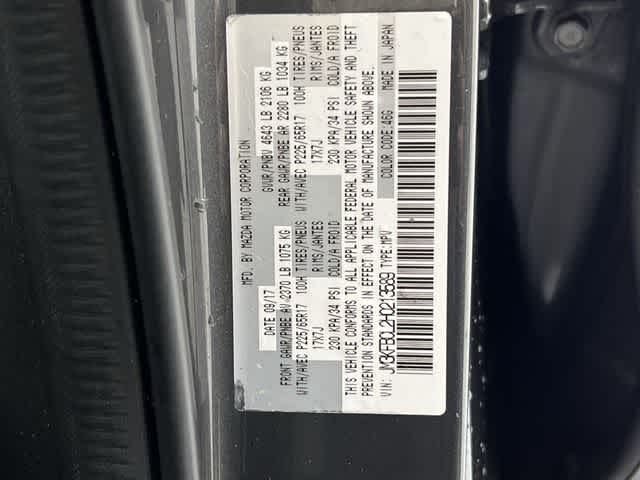 MFD. BY MAZDA MOTOR CORPORATION
DATE 09/17 GVWR/PNBV 4643 LB 2106 KG
FRONT GAWR/PNBE AV 2370 LB 1075 KG REAR GAWR/PNBE AR 2280 LB 1034 KG
WITH/AVEC P225/65R17 100H TIRES/PNEUS WITH/AVEC P225/65R17 100H TIRES/PNEUS
17X7J RIMS/JANTES 17X7J RIMS/JANTES
230 KPA/34 PSI COLD/A FROID 230 KPA/34 PSI COLD/A FROID
THIS VEHICLE CONFORMS TO ALL APPLICABLE FEDERAL MOTOR VEHICLE SAFETY AND THEFT
PREVENTION STANDARDS IN EFFECT ON THE DATE OF MANUFACTURE SHOWN ABOVE.
VIN: JM3KFBCL2H0213589 TYPE:MPV COLOR CODE:46G MADE IN JAPAN